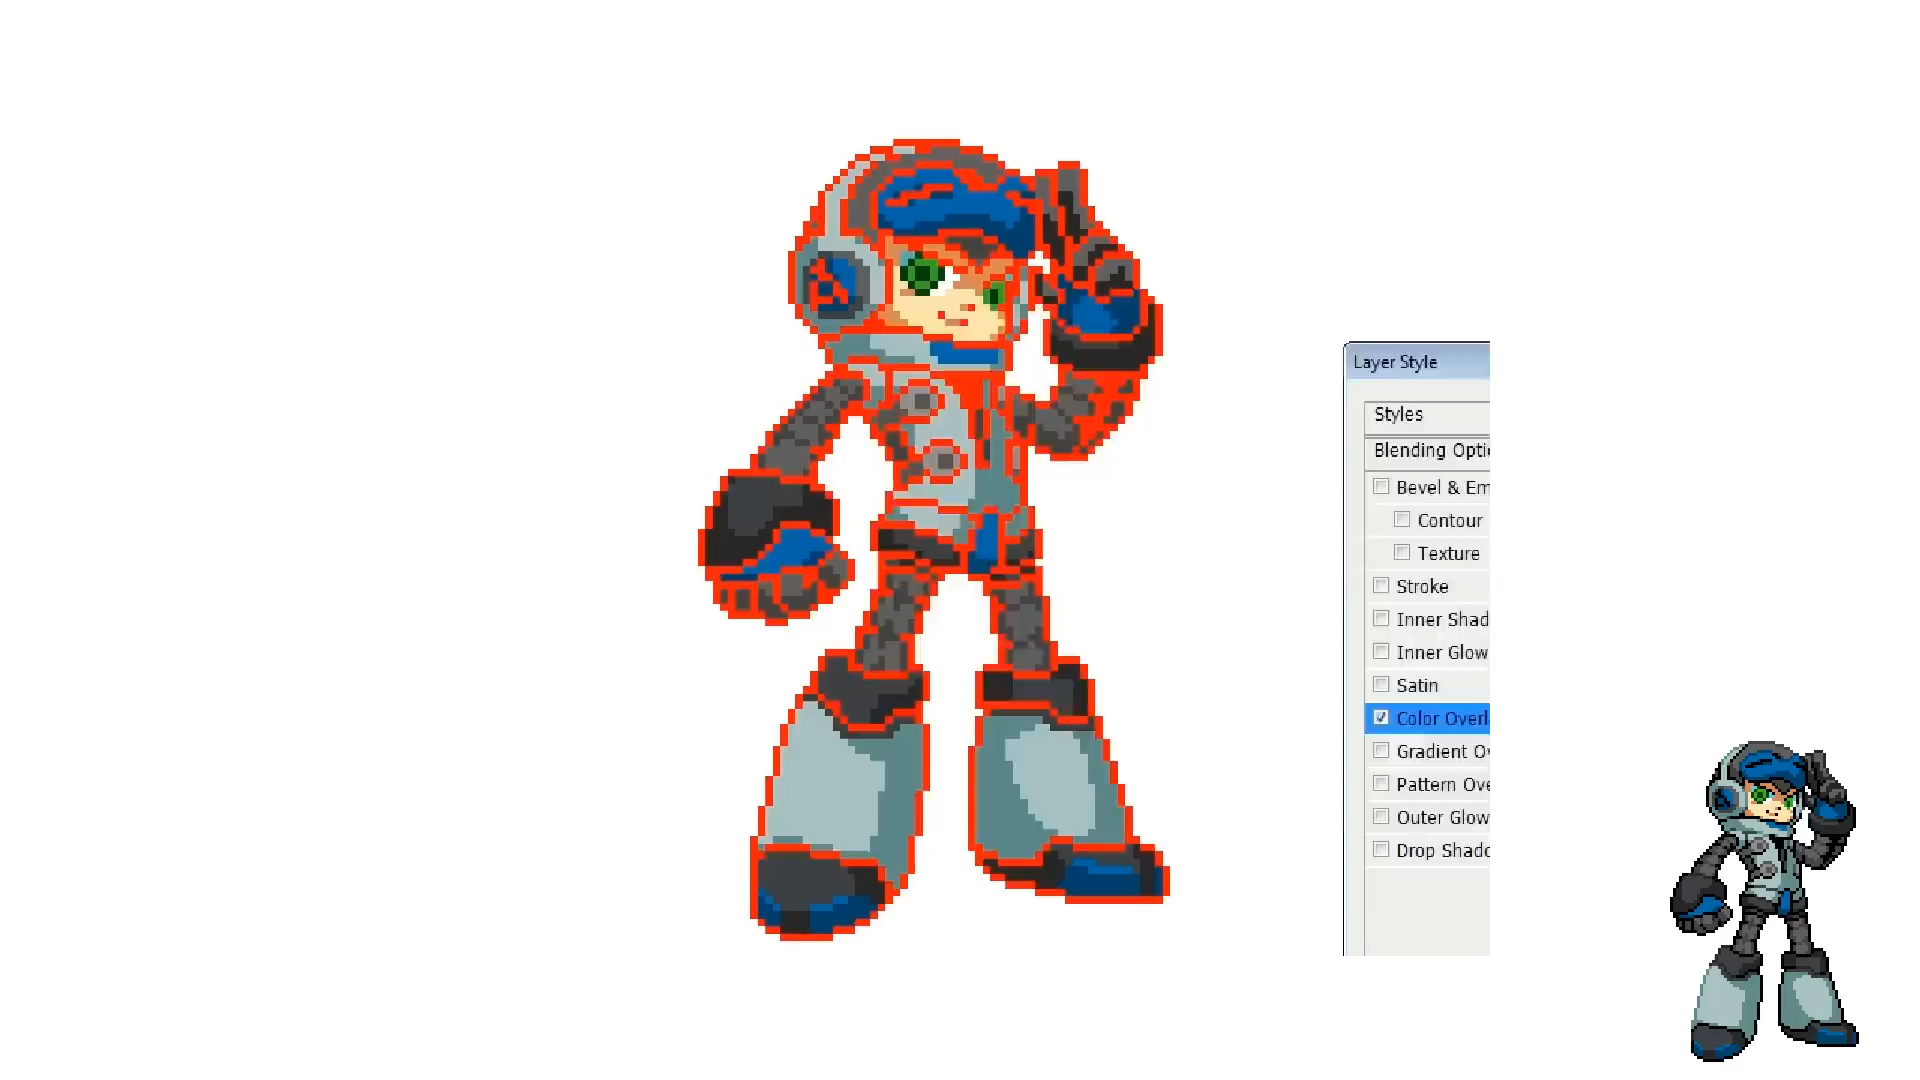 Layer Style
Styles
Blending Opti
Bevel & Em
Contour
Texture
Stroke
Inner Shad
Inner Glow
Satin
Color Overl
Gradient Ov
Pattern Ove
Outer Glow
Drop Shado